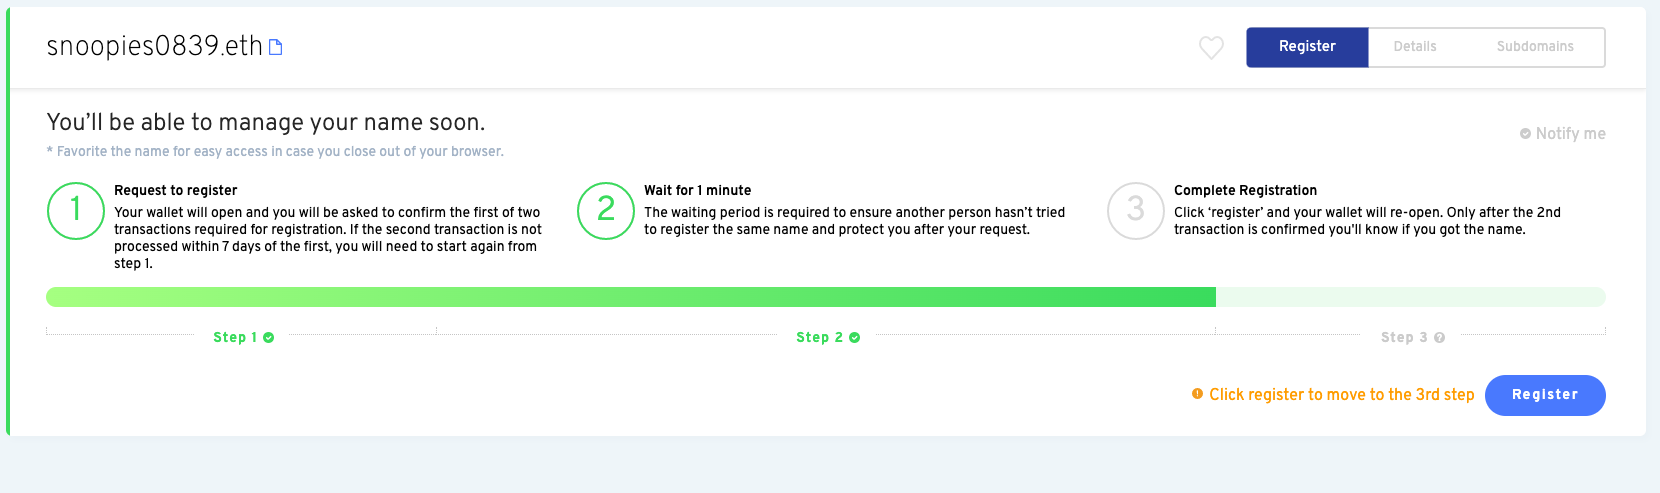 snoopies0839.eth
Register
Details
Subdomains
You’ll be able to manage your name soon.
* Favorite the name for easy access in case you close out of your browser.
Notify me
1
Request to register
Your wallet will open and you will be asked to confirm the first of two
transactions required for registration. If the second transaction is not
processed within 7 days of the first, you will need to start again from
step 1.
2
Wait for 1 minute
The waiting period is required to ensure another person hasn’t tried
to register the same name and protect you after your request.
3
Complete Registration
Click ‘register’ and your wallet will re-open. Only after the 2nd
transaction is confirmed you'll know if you got the name.
Step 1
Step 2
Step 3
Click register to move to the 3rd step
Register